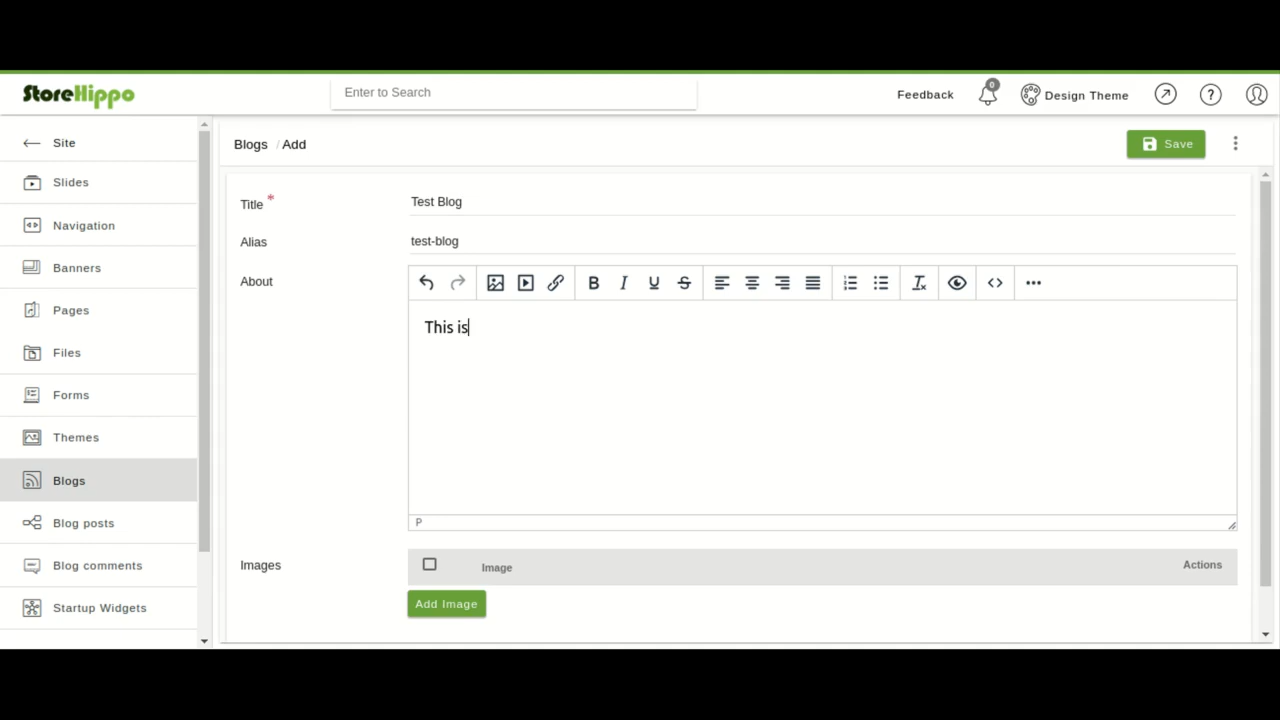 StoreHippo
Enter to Search
Feedback
0
Design Theme
?
Site
Slides
Navigation
Banners
Pages
Files
Forms
Themes
Blogs
Blog posts
Blog comments
Startup Widgets
Blogs / Add
Save
Title *
Test Blog
Alias
test-blog
About
B I U S
This is
P
Images
Image
Actions
Add Image